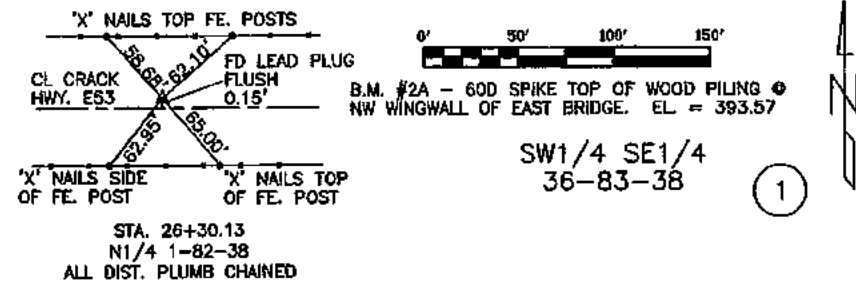 "X" NAILS TOP FE. POSTS
58.68'
62.10'
CL CRACK
HWY. E53
FD LEAD PLUG
FLUSH
0.15'
62.95'
65.00'
"X" NAILS SIDE
OF FE. POST
"X" NAILS TOP
OF FE. POST
STA. 26+30.13
N1/4 1-82-38
ALL DIST. PLUMB CHAINED
0' 50' 100' 150'
B.M. #2A - 60D SPIKE TOP OF WOOD PILING @
NW WINGWALL OF EAST BRIDGE. EL. = 393.57
SW1/4 SE1/4
36-83-38
1
N